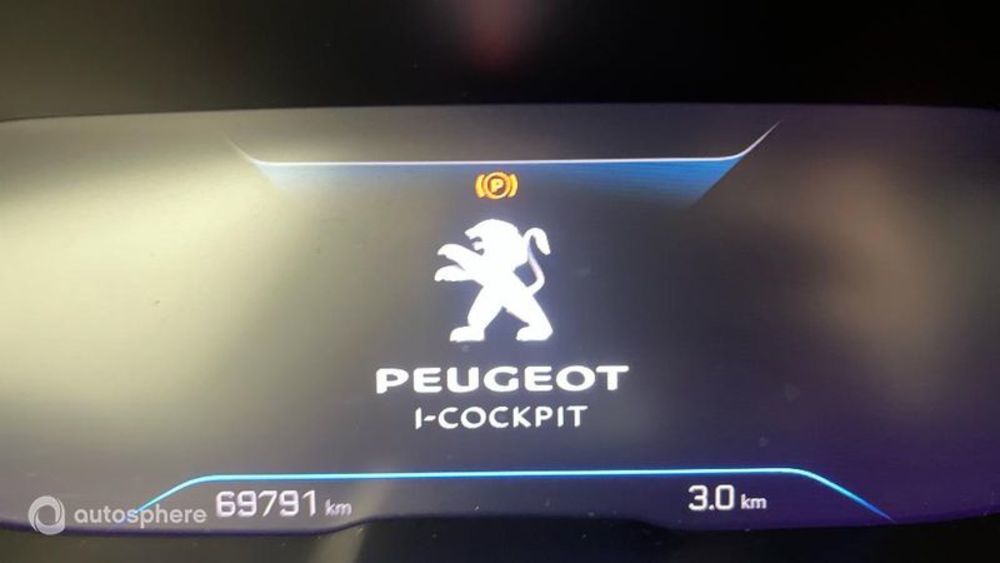 P
PEUGEOT
i-COCKPIT
69791 km
3.0 km
autosphere